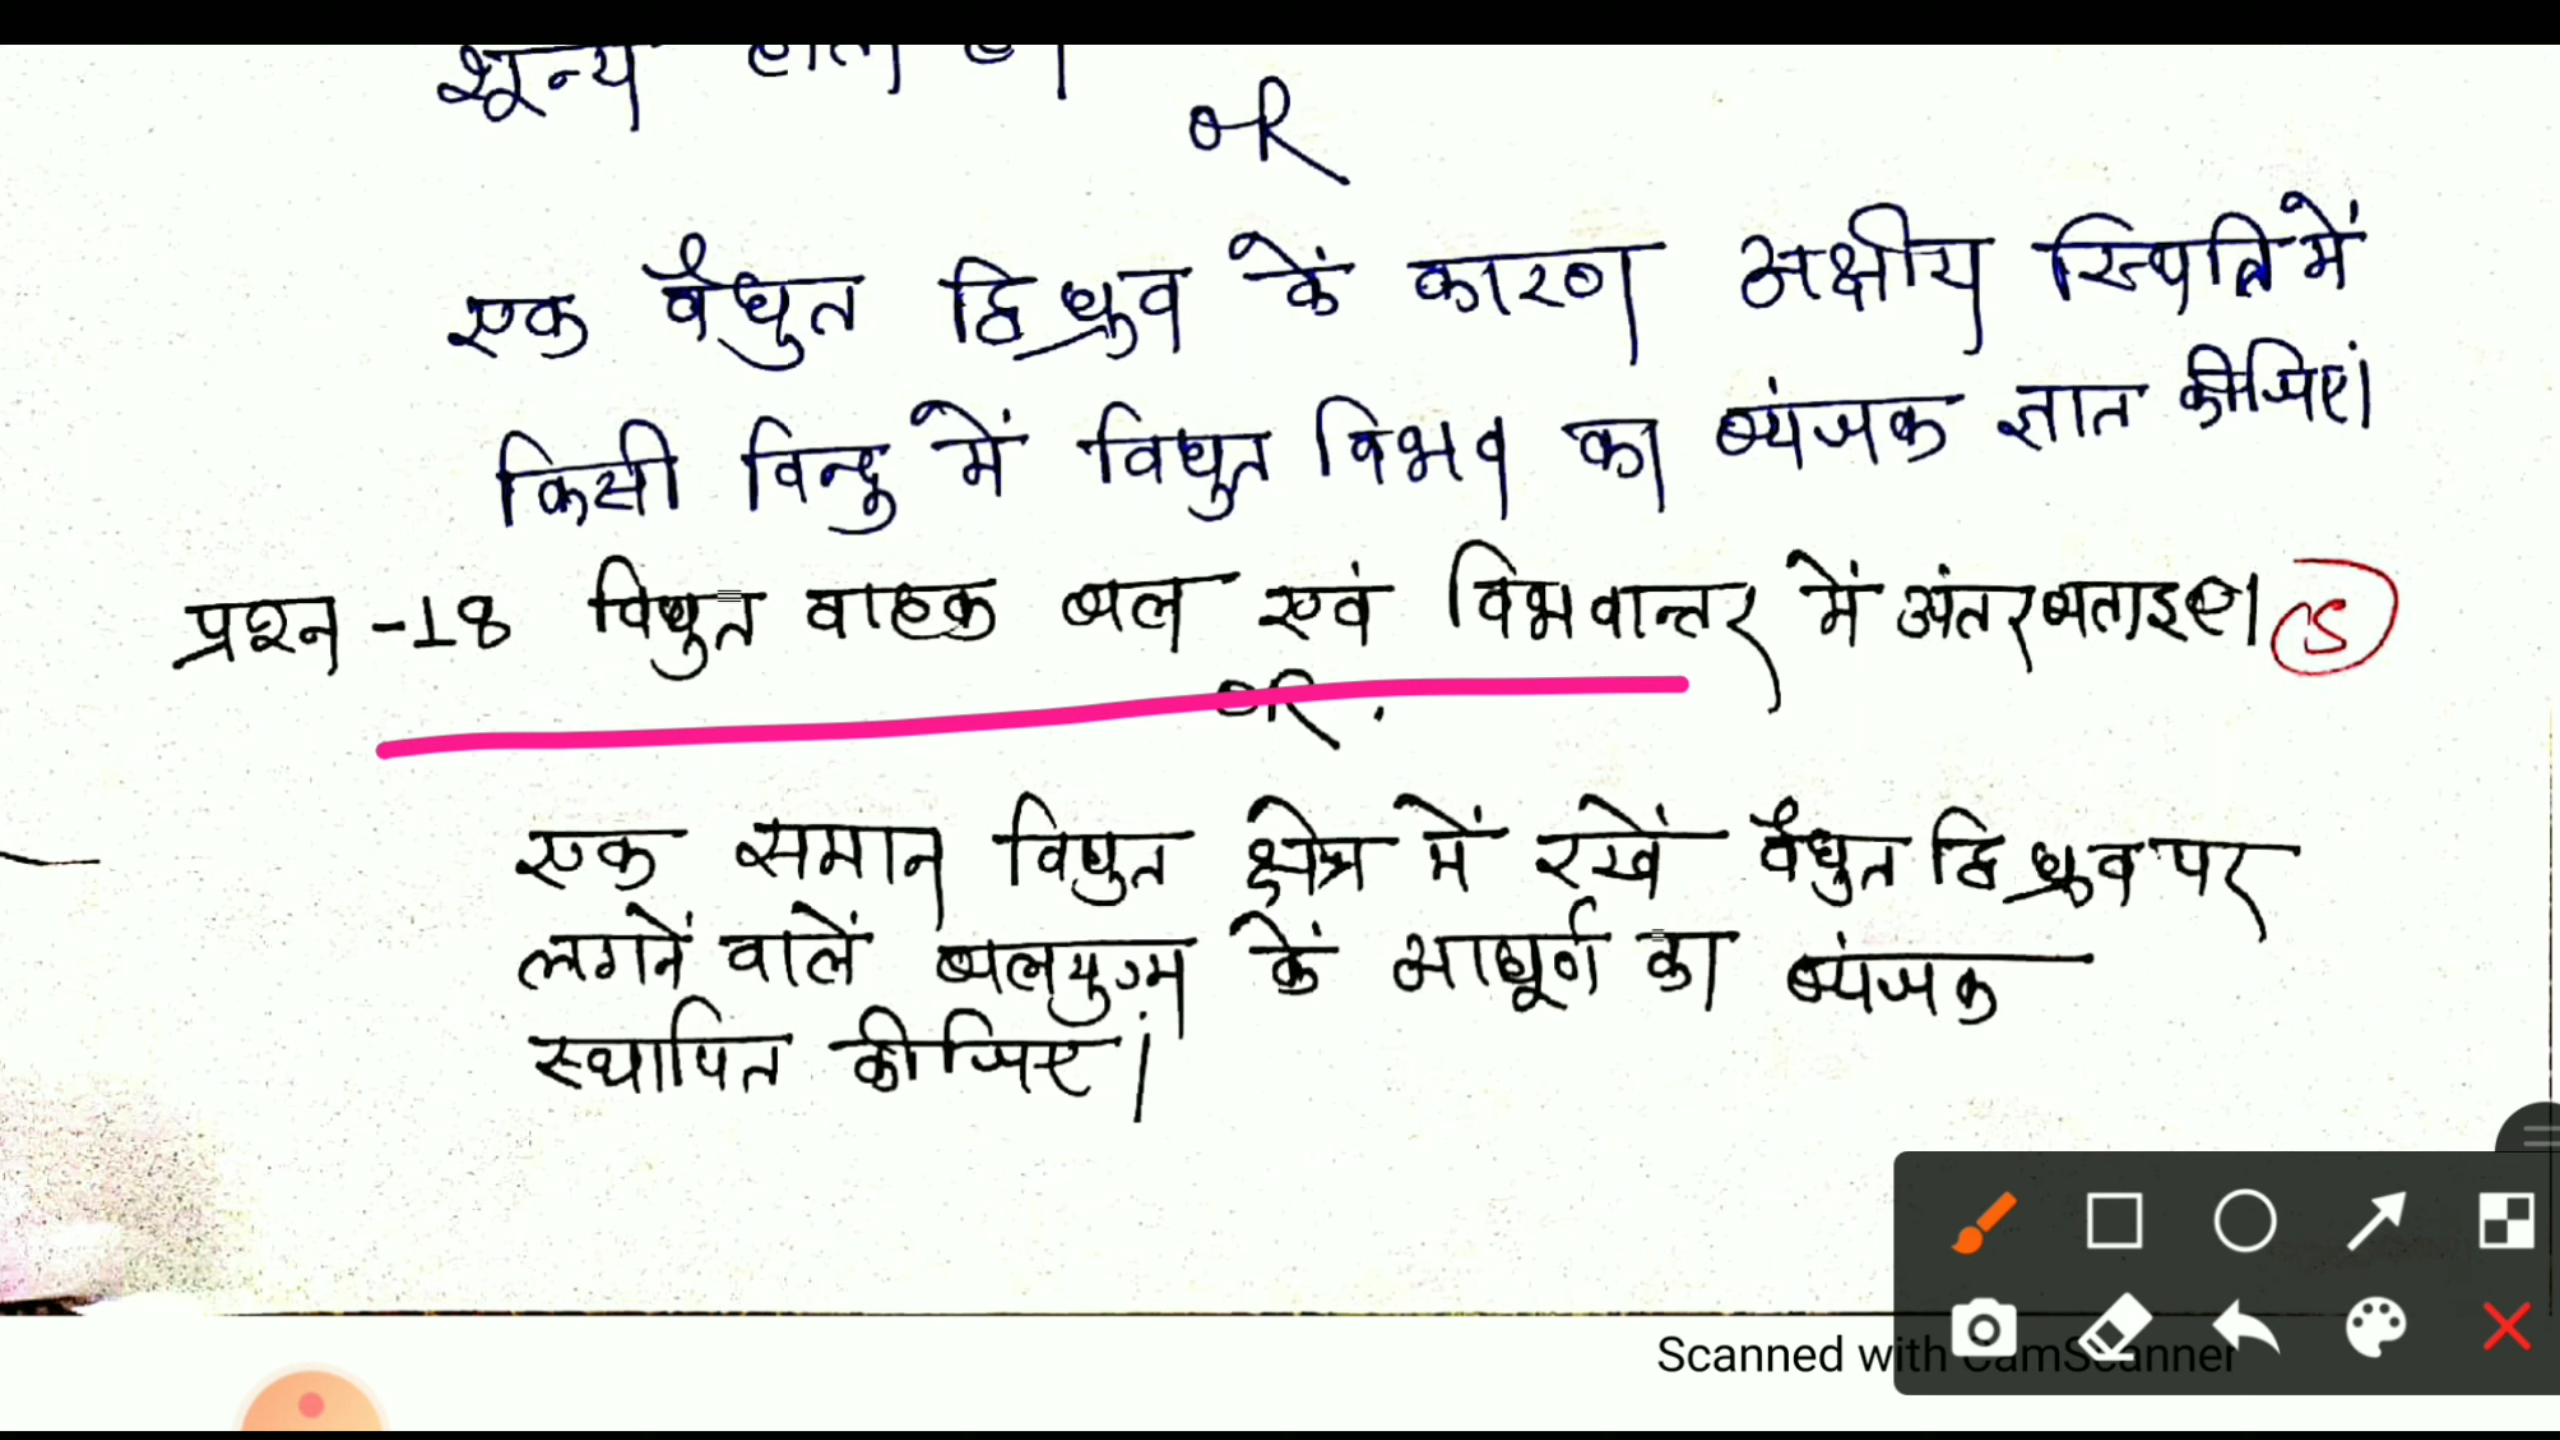 शून्य होता है।
OR
एक वैधुत द्विध्रुव कें कारण अक्षीय स्थिति में
किसी विन्दु में विधुत विभव का ब्यंजक ज्ञात कीजिए।
प्रश्न -18 विधुत वाहक बल एवं विभवान्तर में अंतर बताइए। 5
OR.
एक समान विधुत क्षेत्र में रखें वैधुत द्विध्रुव पर
लगनें वालें बलयुग्म कें आधूर्ण का ब्यंजक
स्थापित कीजिए।
Scanned with CamScanner